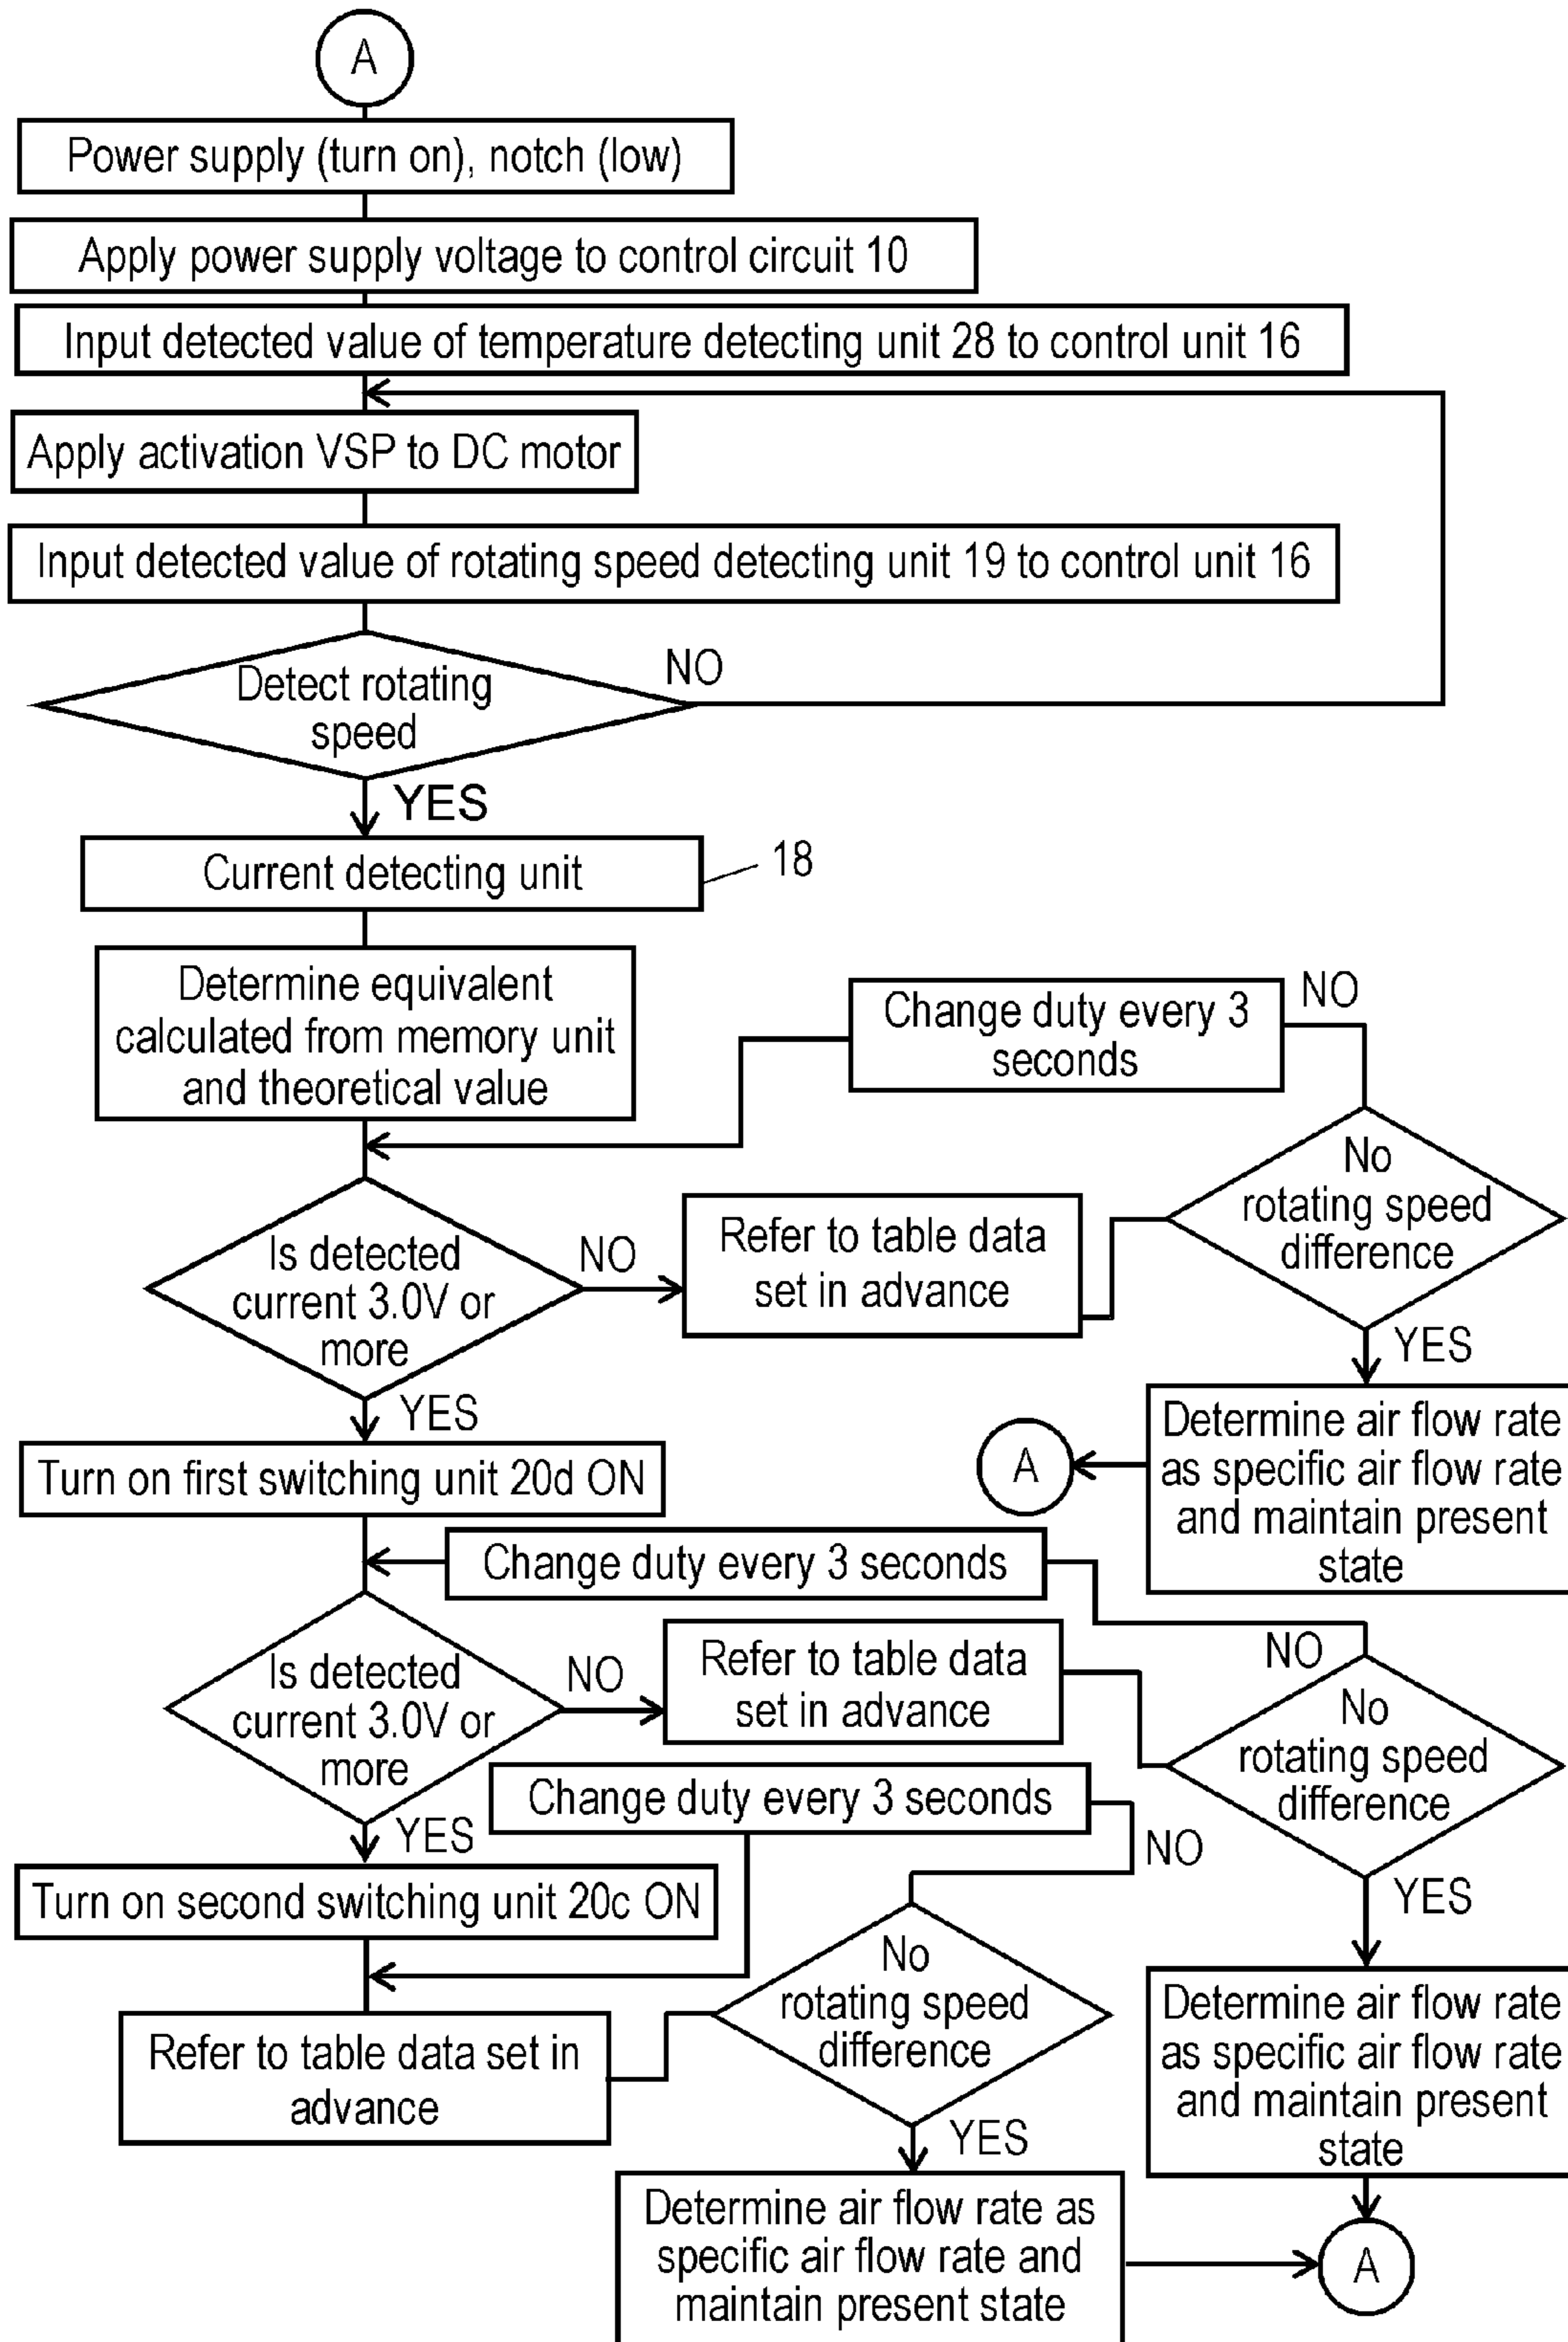 A
Power supply (turn on), notch (low)
Apply power supply voltage to control circuit 10
Input detected value of temperature detecting unit 28 to control unit 16
Apply activation VSP to DC motor
Input detected value of rotating speed detecting unit 19 to control unit 16
Detect rotating
speed
NO
YES
Current detecting unit
18
Determine equivalent
calculated from memory unit
and theoretical value
Change duty every 3
seconds
NO
No
rotating speed
difference
Is detected
current 3.0V or
more
NO
Refer to table data
set in advance
YES
YES
Determine air flow rate
as specific air flow rate
and maintain present
state
A
Turn on first switching unit 20d ON
Change duty every 3 seconds
Is detected
current 3.0V or
more
NO
Refer to table data
set in advance
NO
No
rotating speed
difference
Change duty every 3 seconds
YES
NO
YES
Turn on second switching unit 20c ON
No
rotating speed
difference
Refer to table data set in
advance
Determine air flow rate
as specific air flow rate
and maintain present
state
YES
Determine air flow rate as
specific air flow rate and
maintain present state
A